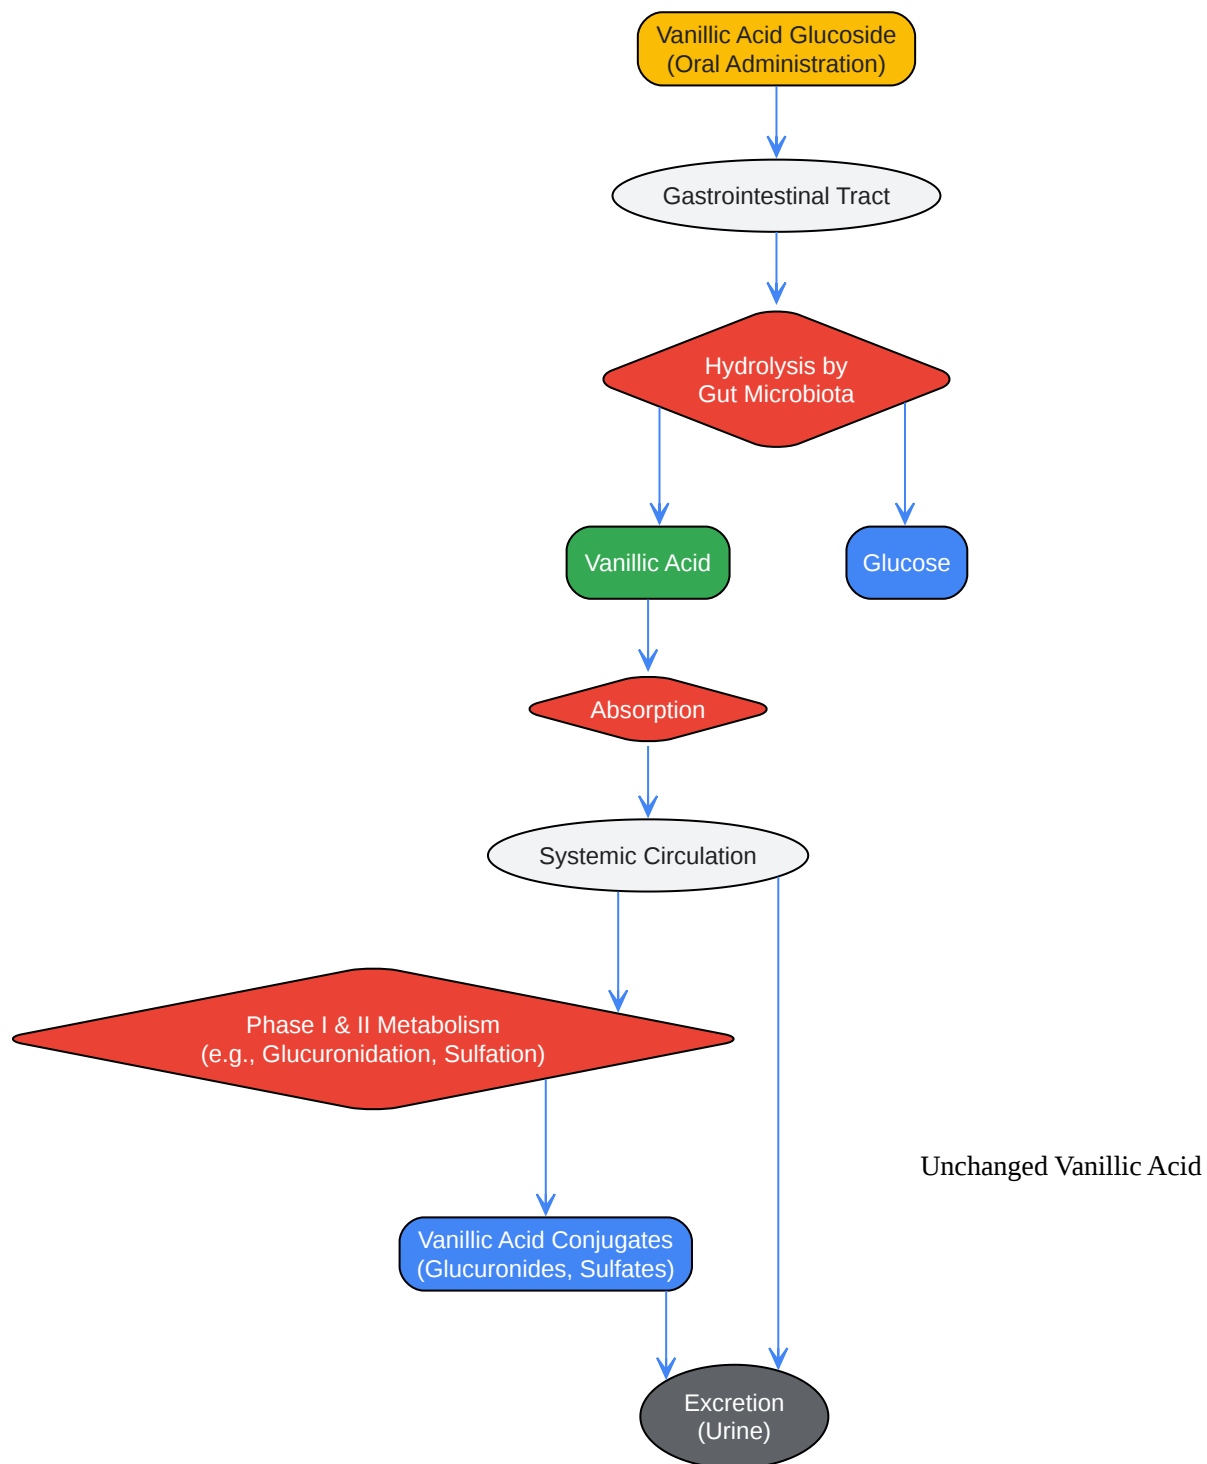 Vanillic Acid Glucoside
(Oral Administration)
Gastrointestinal Tract
Hydrolysis by
Gut Microbiota
Vanillic Acid
Glucose
Absorption
Systemic Circulation
Phase I & II Metabolism
(e.g., Glucuronidation, Sulfation)
Unchanged Vanillic Acid
Vanillic Acid Conjugates
(Glucuronides, Sulfates)
Excretion
(Urine)